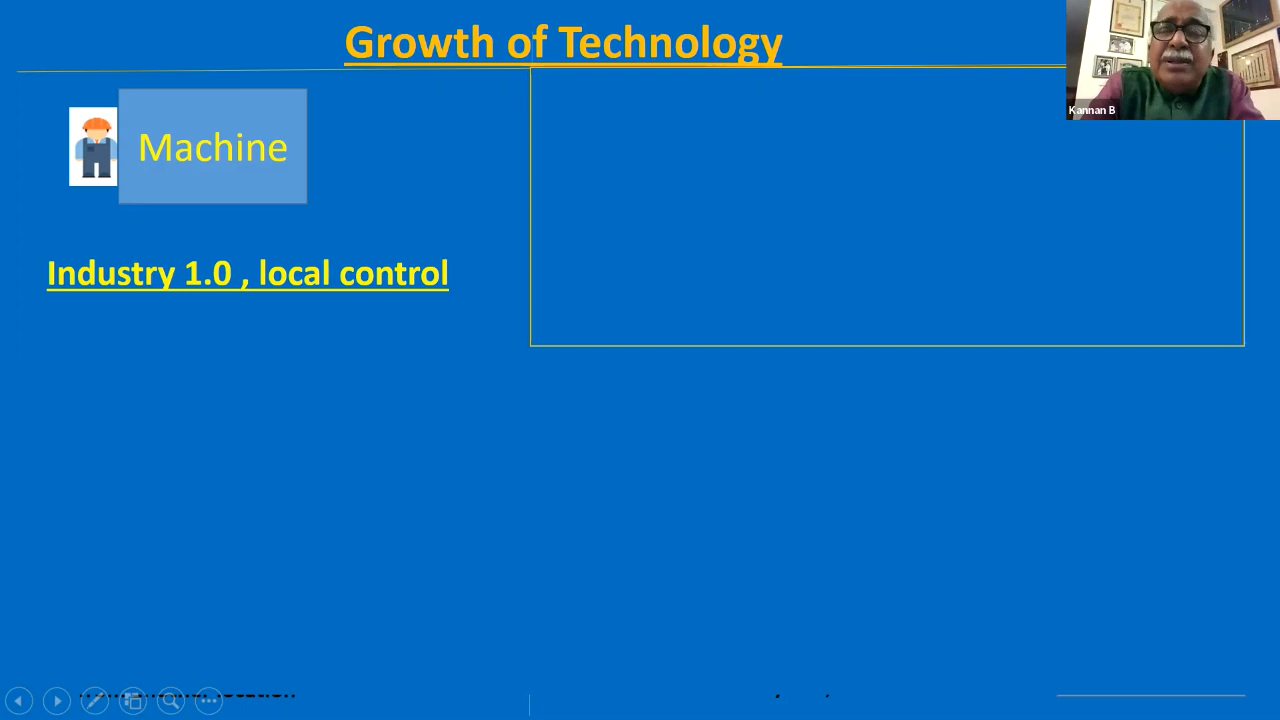 Growth of Technology
Kannan B
Machine
Industry 1.0 , local control